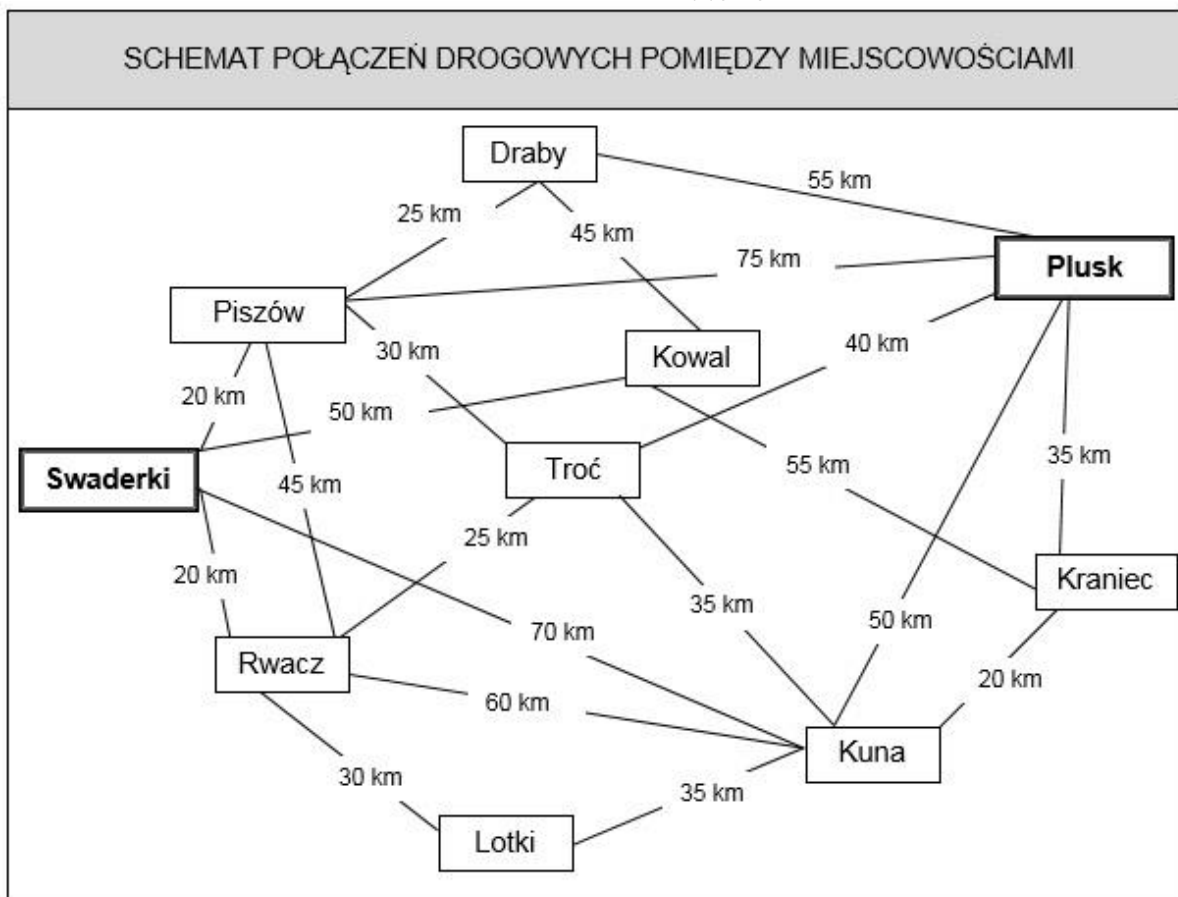 SCHEMAT POŁĄCZEŃ DROGOWYCH POMIĘDZY MIEJSCOWOŚCIAMI
Draby
55 km
25 km
45 km
75 km
Plusk
Piszów
30 km
Kowal
40 km
20 km
50 km
Swaderki
45 km
Troć
55 km
35 km
25 km
20 km
Kraniec
35 km
50 km
70 km
Rwacz
20 km
60 km
Kuna
30 km
35 km
Lotki